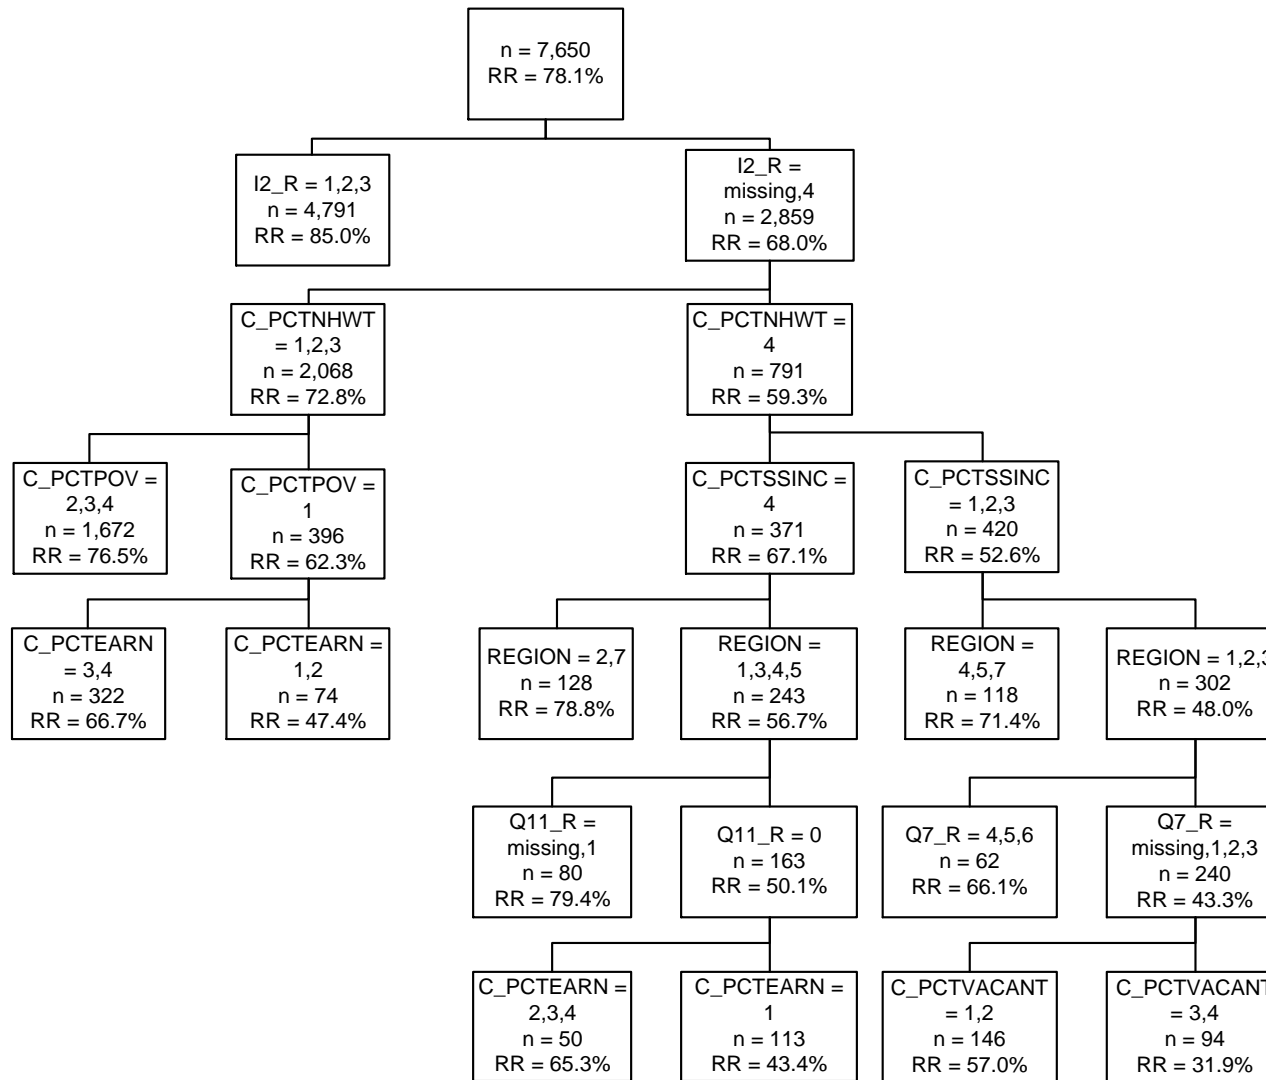 n = 7,650
RR = 78.1%
I2_R = 1,2,3
n = 4,791
RR = 85.0%
I2_R =
missing,4
n = 2,859
RR = 68.0%
C_PCTNHWT
= 1,2,3
n = 2,068
RR = 72.8%
C_PCTNHWT =
4
n = 791
RR = 59.3%
C_PCTPOV =
2,3,4
n = 1,672
RR = 76.5%
C_PCTPOV =
1
n = 396
RR = 62.3%
C_PCTSSINC =
4
n = 371
RR = 67.1%
C_PCTSSINC
= 1,2,3
n = 420
RR = 52.6%
C_PCTEARN
= 3,4
n = 322
RR = 66.7%
C_PCTEARN =
1,2
n = 74
RR = 47.4%
REGION = 2,7
n = 128
RR = 78.8%
REGION =
1,3,4,5
n = 243
RR = 56.7%
REGION =
4,5,7
n = 118
RR = 71.4%
REGION = 1,2,3
n = 302
RR = 48.0%
Q11_R =
missing,1
n = 80
RR = 79.4%
Q11_R = 0
n = 163
RR = 50.1%
Q7_R = 4,5,6
n = 62
RR = 66.1%
Q7_R =
missing,1,2,3
n = 240
RR = 43.3%
C_PCTEARN =
2,3,4
n = 50
RR = 65.3%
C_PCTEARN =
1
n = 113
RR = 43.4%
C_PCTVACANT
= 1,2
n = 146
RR = 57.0%
C_PCTVACANT
= 3,4
n = 94
RR = 31.9%